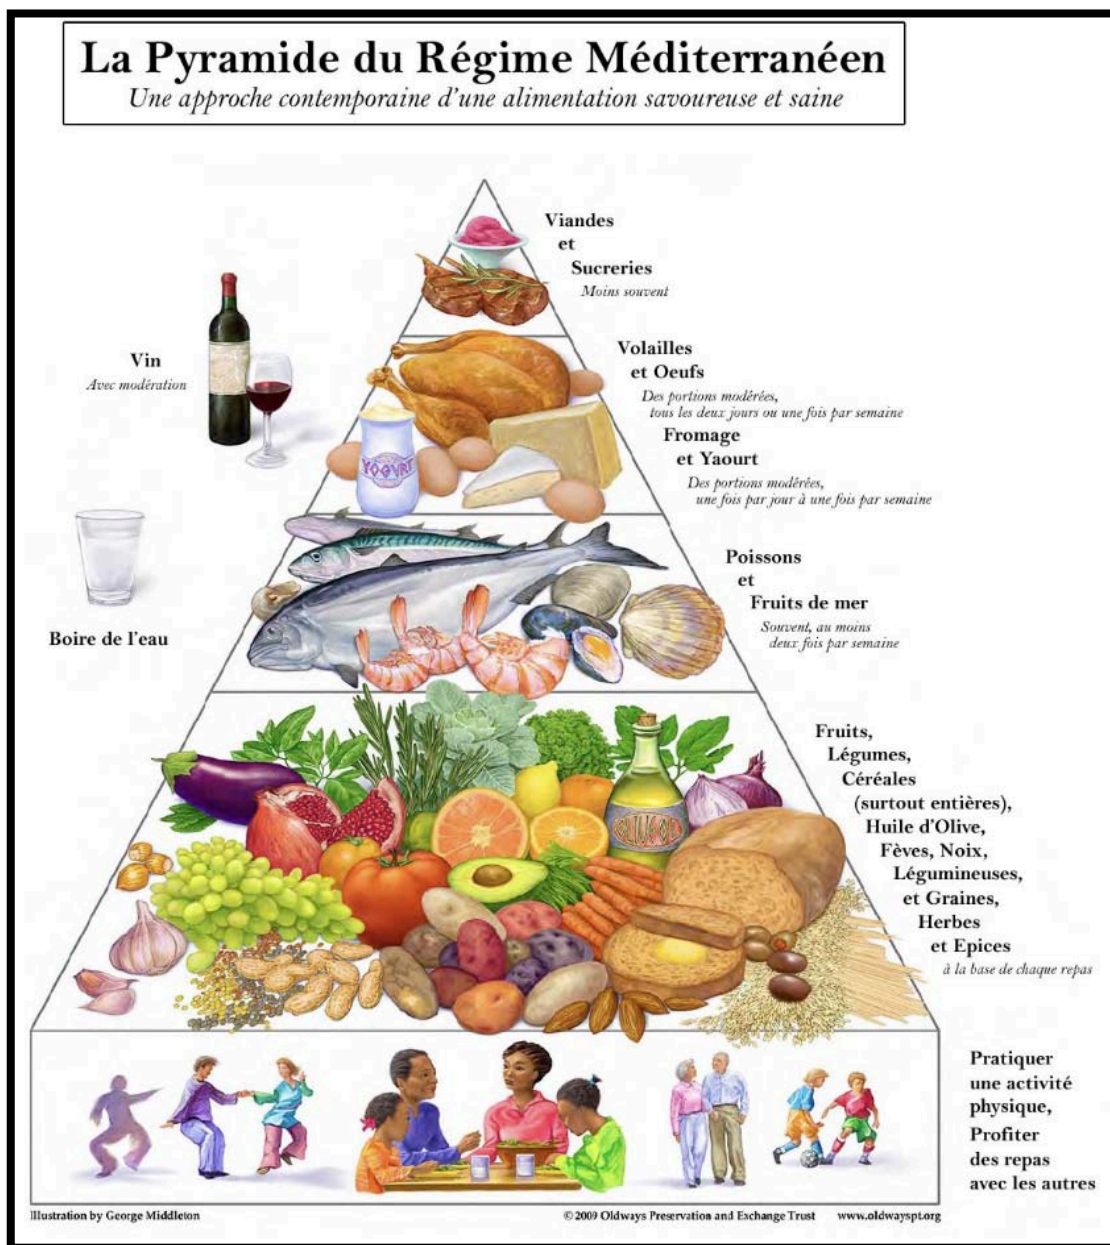 La Pyramide du Régime Méditerranéen
Une approche contemporaine d'une alimentation savoureuse et saine
Viandes
et
Sucreries
Moins souvent
Vin
Avec modération
Volailles
et Oeufs
Des portions modérées,
tous les deux jours ou une fois par semaine
Fromage
et Yaourt
Des portions modérées,
une fois par jour à une fois par semaine
YOGURT
Boire de l'eau
Poissons
et
Fruits de mer
Souvent, au moins
deux fois par semaine
Fruits,
Légumes,
Céréales
(surtout entières),
Huile d'Olive,
Fèves, Noix,
Légumineuses,
et Graines,
Herbes
et Epices
à la base de chaque repas
OLIVE OIL
Pratiquer
une activité
physique,
Profiter
des repas
avec les autres
Illustration by George Middleton
© 2009 Oldways Preservation and Exchange Trust www.oldwayspt.org